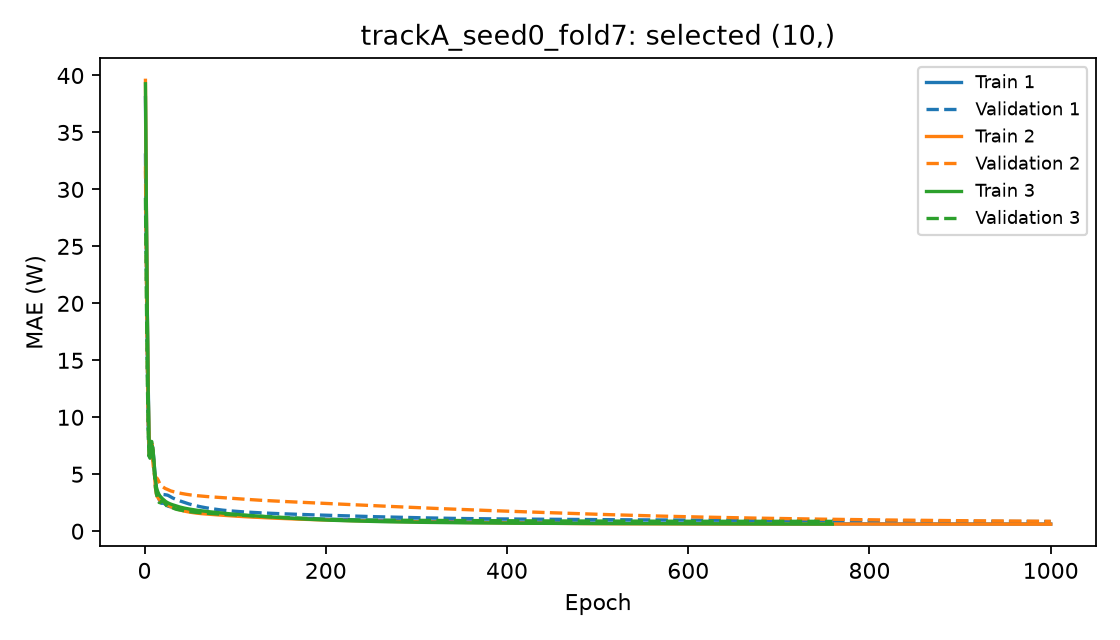 trackA_seed0_fold7: selected (10,)
40
35
30
25
20
15
10
5
0
MAE (W)
Train 1
Validation 1
Train 2
Validation 2
Train 3
Validation 3
0 200 400 600 800 1000
Epoch